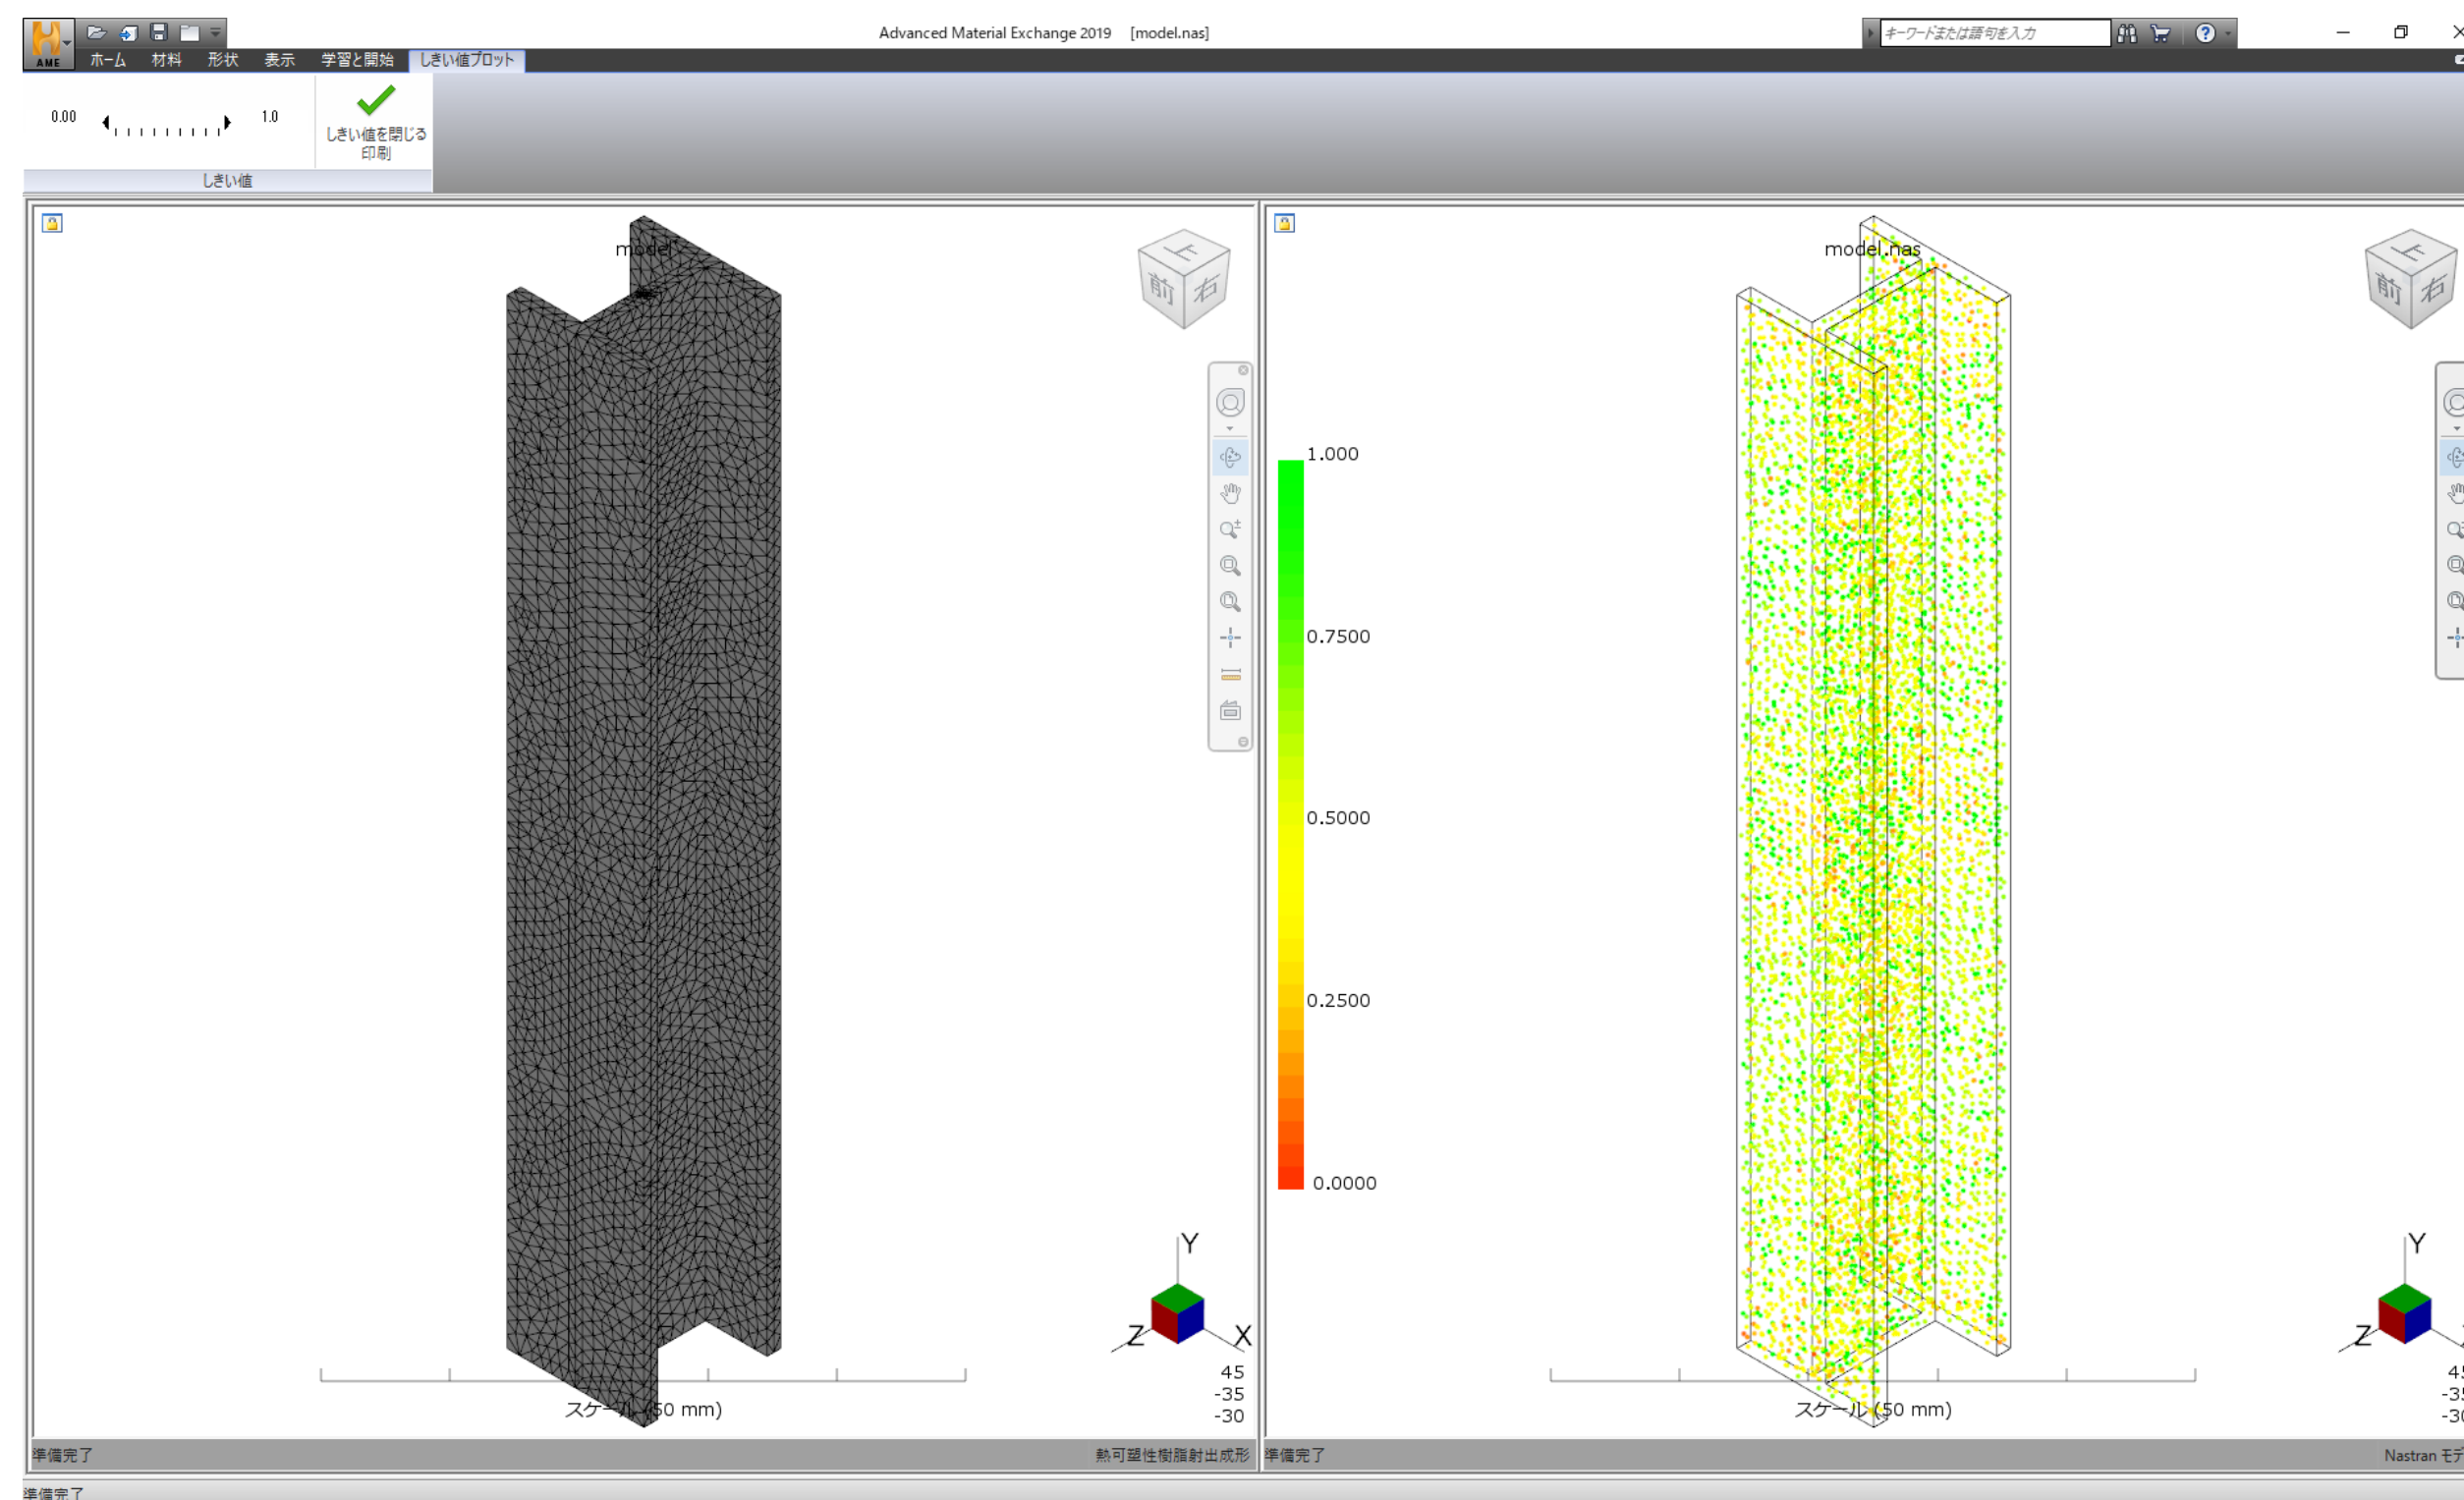 Advanced Material Exchange 2019 [model.nas]
キーワードまたは語句を入力
AME
ホーム 材料 形状 表示 学習と開始 しきい値プロット
0.00 1.0
しきい値を閉じる
印刷
しきい値
model
上
前 右
スケール (50 mm)
Y
Z X
45
-35
-30
準備完了 熱可塑性樹脂射出成形
model.nas
上
前 右
1.000
0.7500
0.5000
0.2500
0.0000
スケール (50 mm)
Y
Z
準備完了 Nastran
準備完了